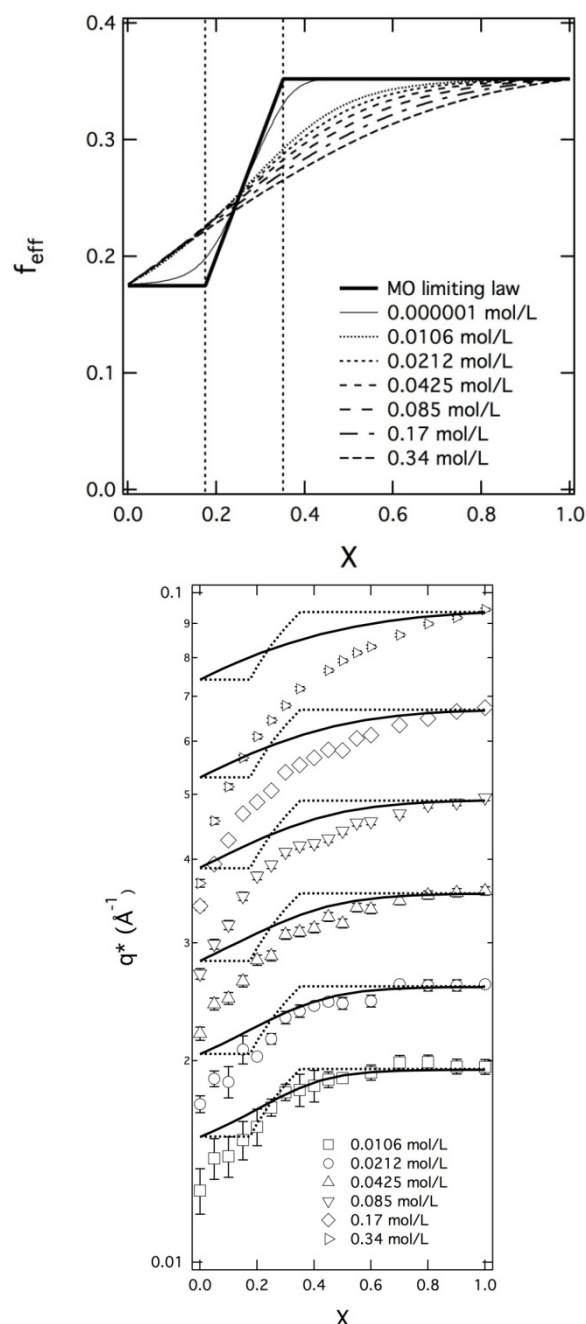 0.4
0.3
0.2
0.1
0.0
f_eff
MO limiting law
0.000001 mol/L
0.0106 mol/L
0.0212 mol/L
0.0425 mol/L
0.085 mol/L
0.17 mol/L
0.34 mol/L
0.0 0.2 0.4 0.6 0.8 1.0
X
0.1
9
8
7
6
5
4
3
2
0.01
q* (Å⁻¹)
0.0106 mol/L
0.0212 mol/L
0.0425 mol/L
0.085 mol/L
0.17 mol/L
0.34 mol/L
0.0 0.2 0.4 0.6 0.8 1.0
X